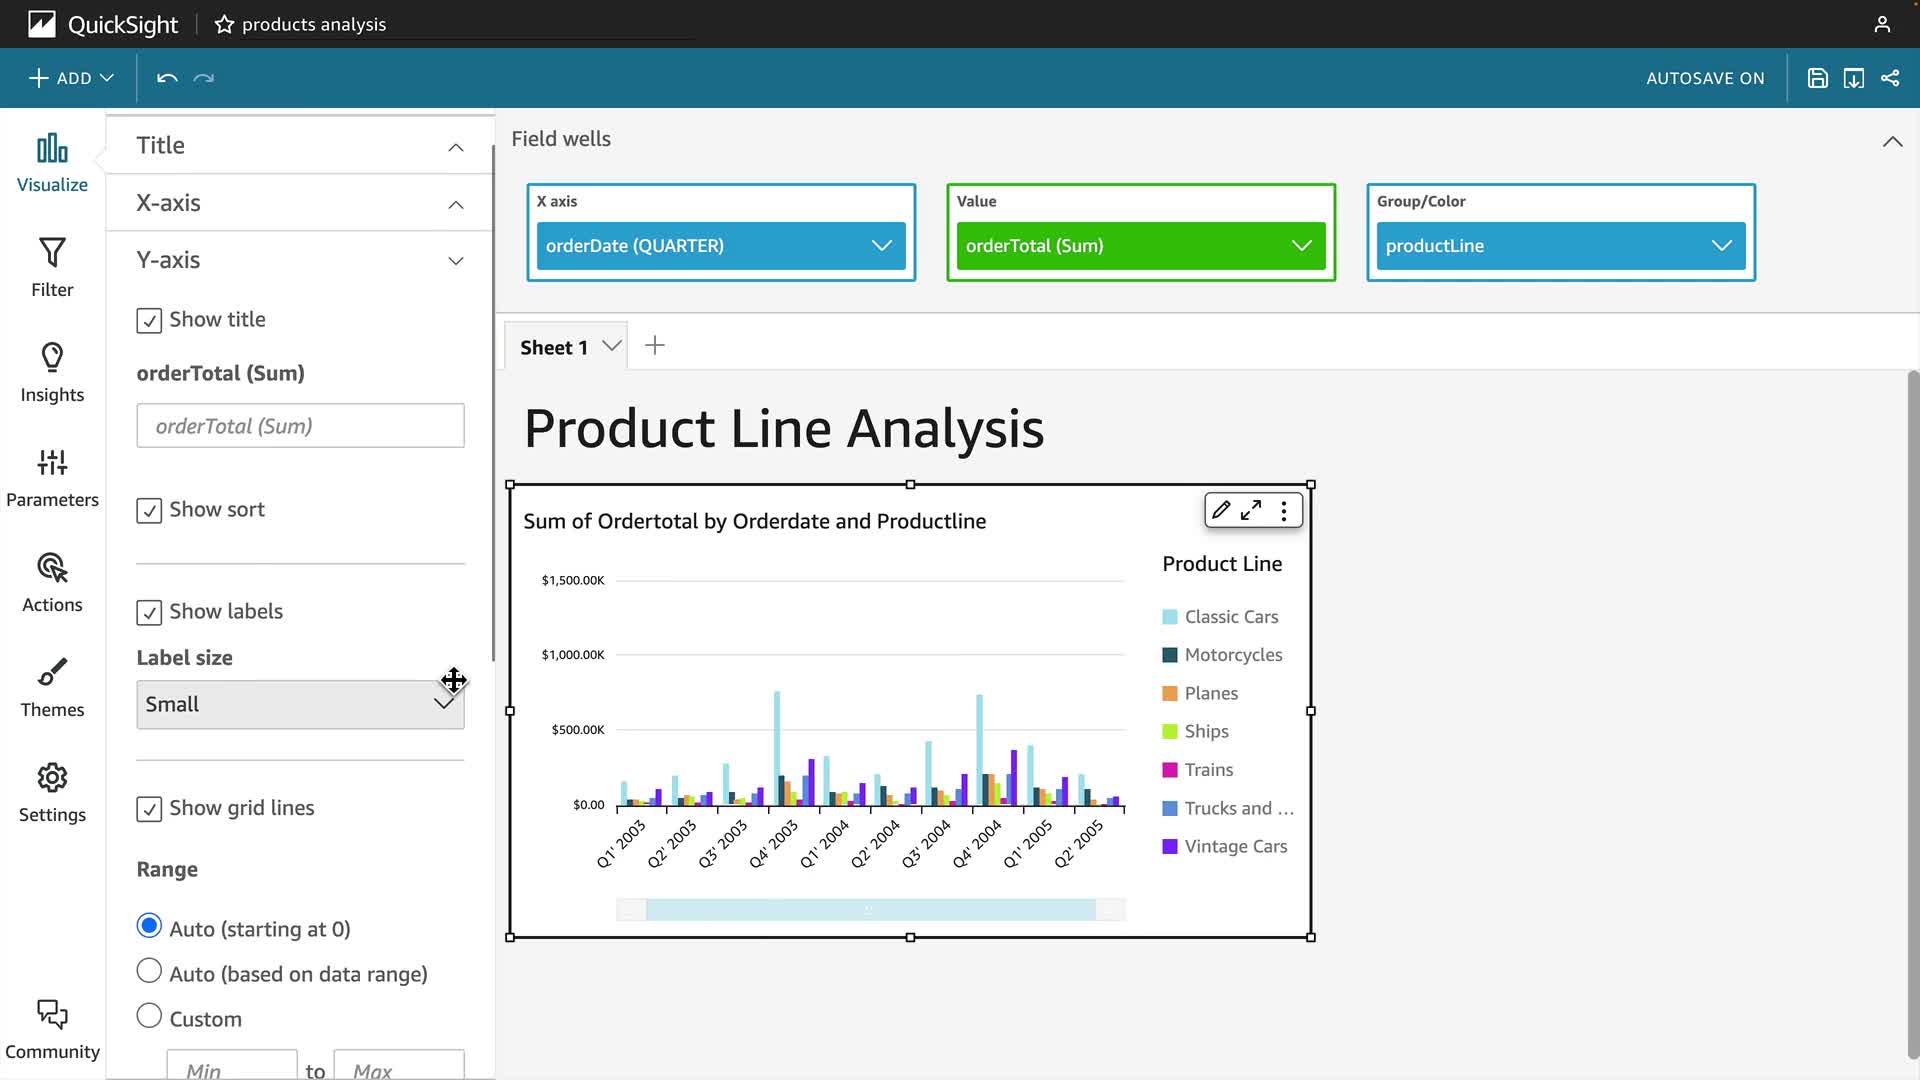 QuickSight
products analysis
ADD
AUTOSAVE ON
Visualize
Filter
Insights
Parameters
Actions
Themes
Settings
Community
Title
X-axis
Y-axis
Show title
orderTotal (Sum)
orderTotal (Sum)
Show sort
Show labels
Label size
Small
Show grid lines
Range
Auto (starting at 0)
Auto (based on data range)
Custom
Min to Max
Field wells
X axis
orderDate (QUARTER)
Value
orderTotal (Sum)
Group/Color
productLine
Sheet 1
Product Line Analysis
Sum of Ordertotal by Orderdate and Productline
$1,500.00K
$1,000.00K
$500.00K
$0.00
Q1' 2003
Q2' 2003
Q3' 2003
Q4' 2003
Q1' 2004
Q2' 2004
Q3' 2004
Q4' 2004
Q1' 2005
Q2' 2005
Product Line
Classic Cars
Motorcycles
Planes
Ships
Trains
Trucks and ...
Vintage Cars